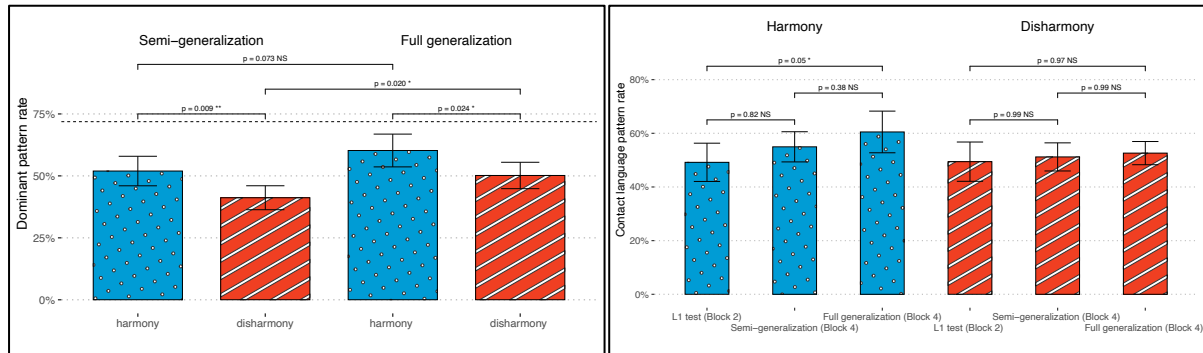 Semi-generalization Full generalization
p = 0.073 NS
p = 0.020 *
p = 0.009 ** p = 0.024 *
Dominant pattern rate
75%
50%
25%
0%
harmony disharmony harmony disharmony
Harmony Disharmony
p = 0.05 * p = 0.97 NS
p = 0.38 NS p = 0.99 NS
p = 0.82 NS p = 0.99 NS
Contact language pattern rate
80%
60%
40%
20%
0%
L1 test (Block 2) Full generalization (Block 4) Semi-generalization (Block 4)
Semi-generalization (Block 4) L1 test (Block 2) Full generalization (Block 4)